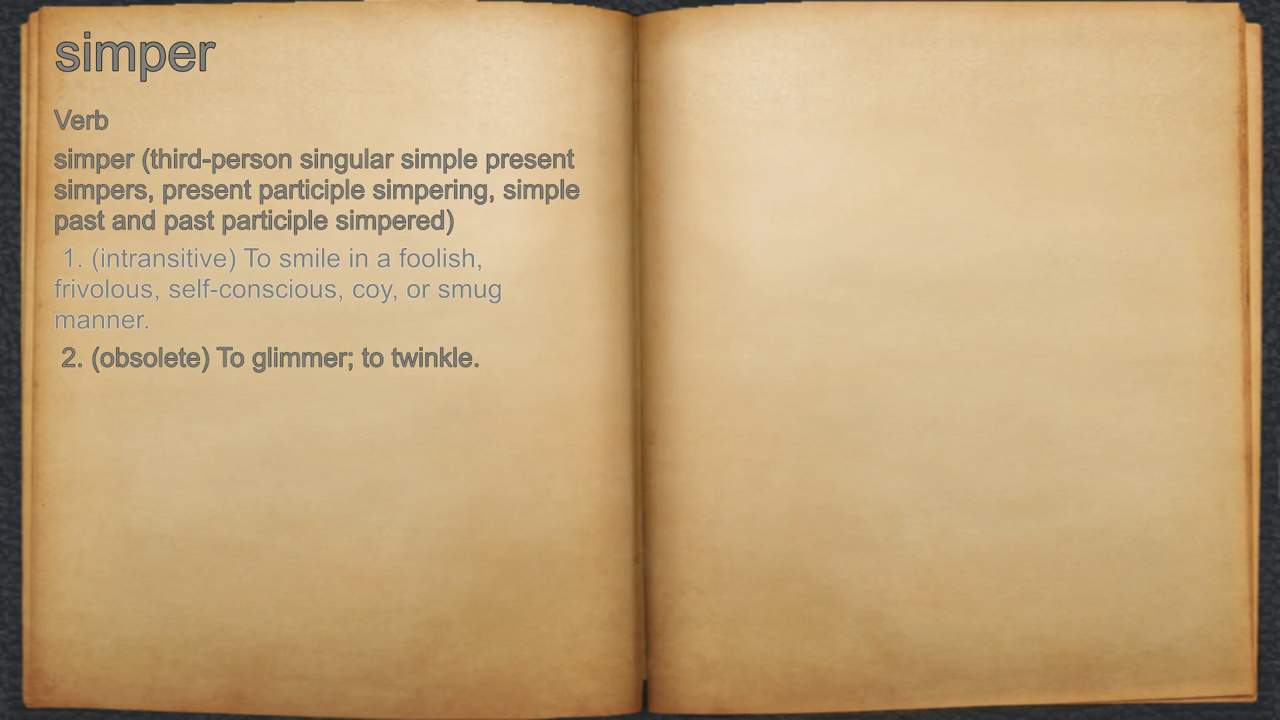 simper
Verb
simper (third-person singular simple present
simpers, present participle simpering, simple
past and past participle simpered)
1. (intransitive) To smile in a foolish,
frivolous, self-conscious, coy, or smug
manner.
2. (obsolete) To glimmer; to twinkle.